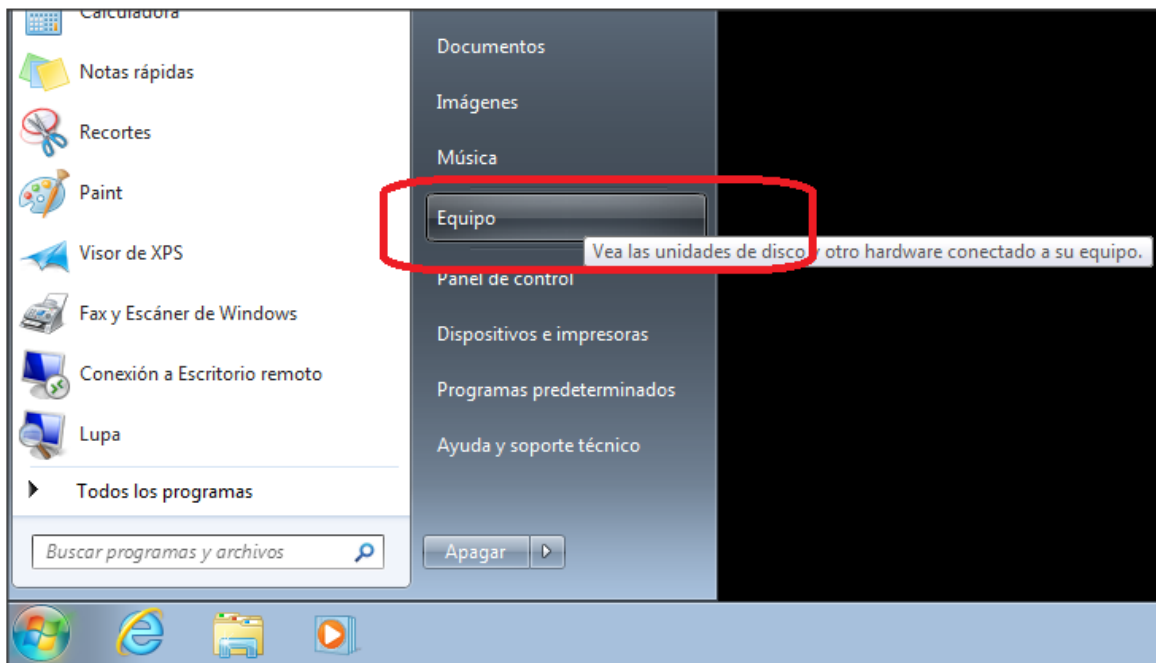 Calculadora
Notas rápidas
Recortes
Paint
Visor de XPS
Fax y Escáner de Windows
Conexión a Escritorio remoto
Lupa
Todos los programas
Buscar programas y archivos
Documentos
Imágenes
Música
Equipo
Vea las unidades de disco y otro hardware conectado a su equipo.
Panel de control
Dispositivos e impresoras
Programas predeterminados
Ayuda y soporte técnico
Apagar